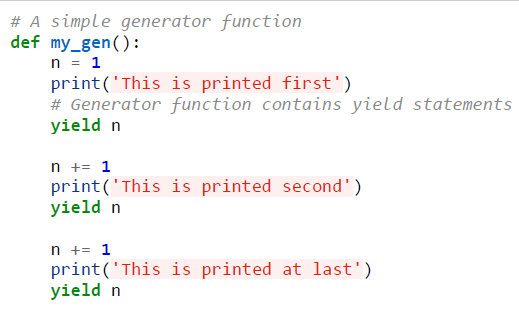 # A simple generator function
def my_gen():
    n = 1
    print('This is printed first')
    # Generator function contains yield statements
    yield n

    n += 1
    print('This is printed second')
    yield n

    n += 1
    print('This is printed at last')
    yield n